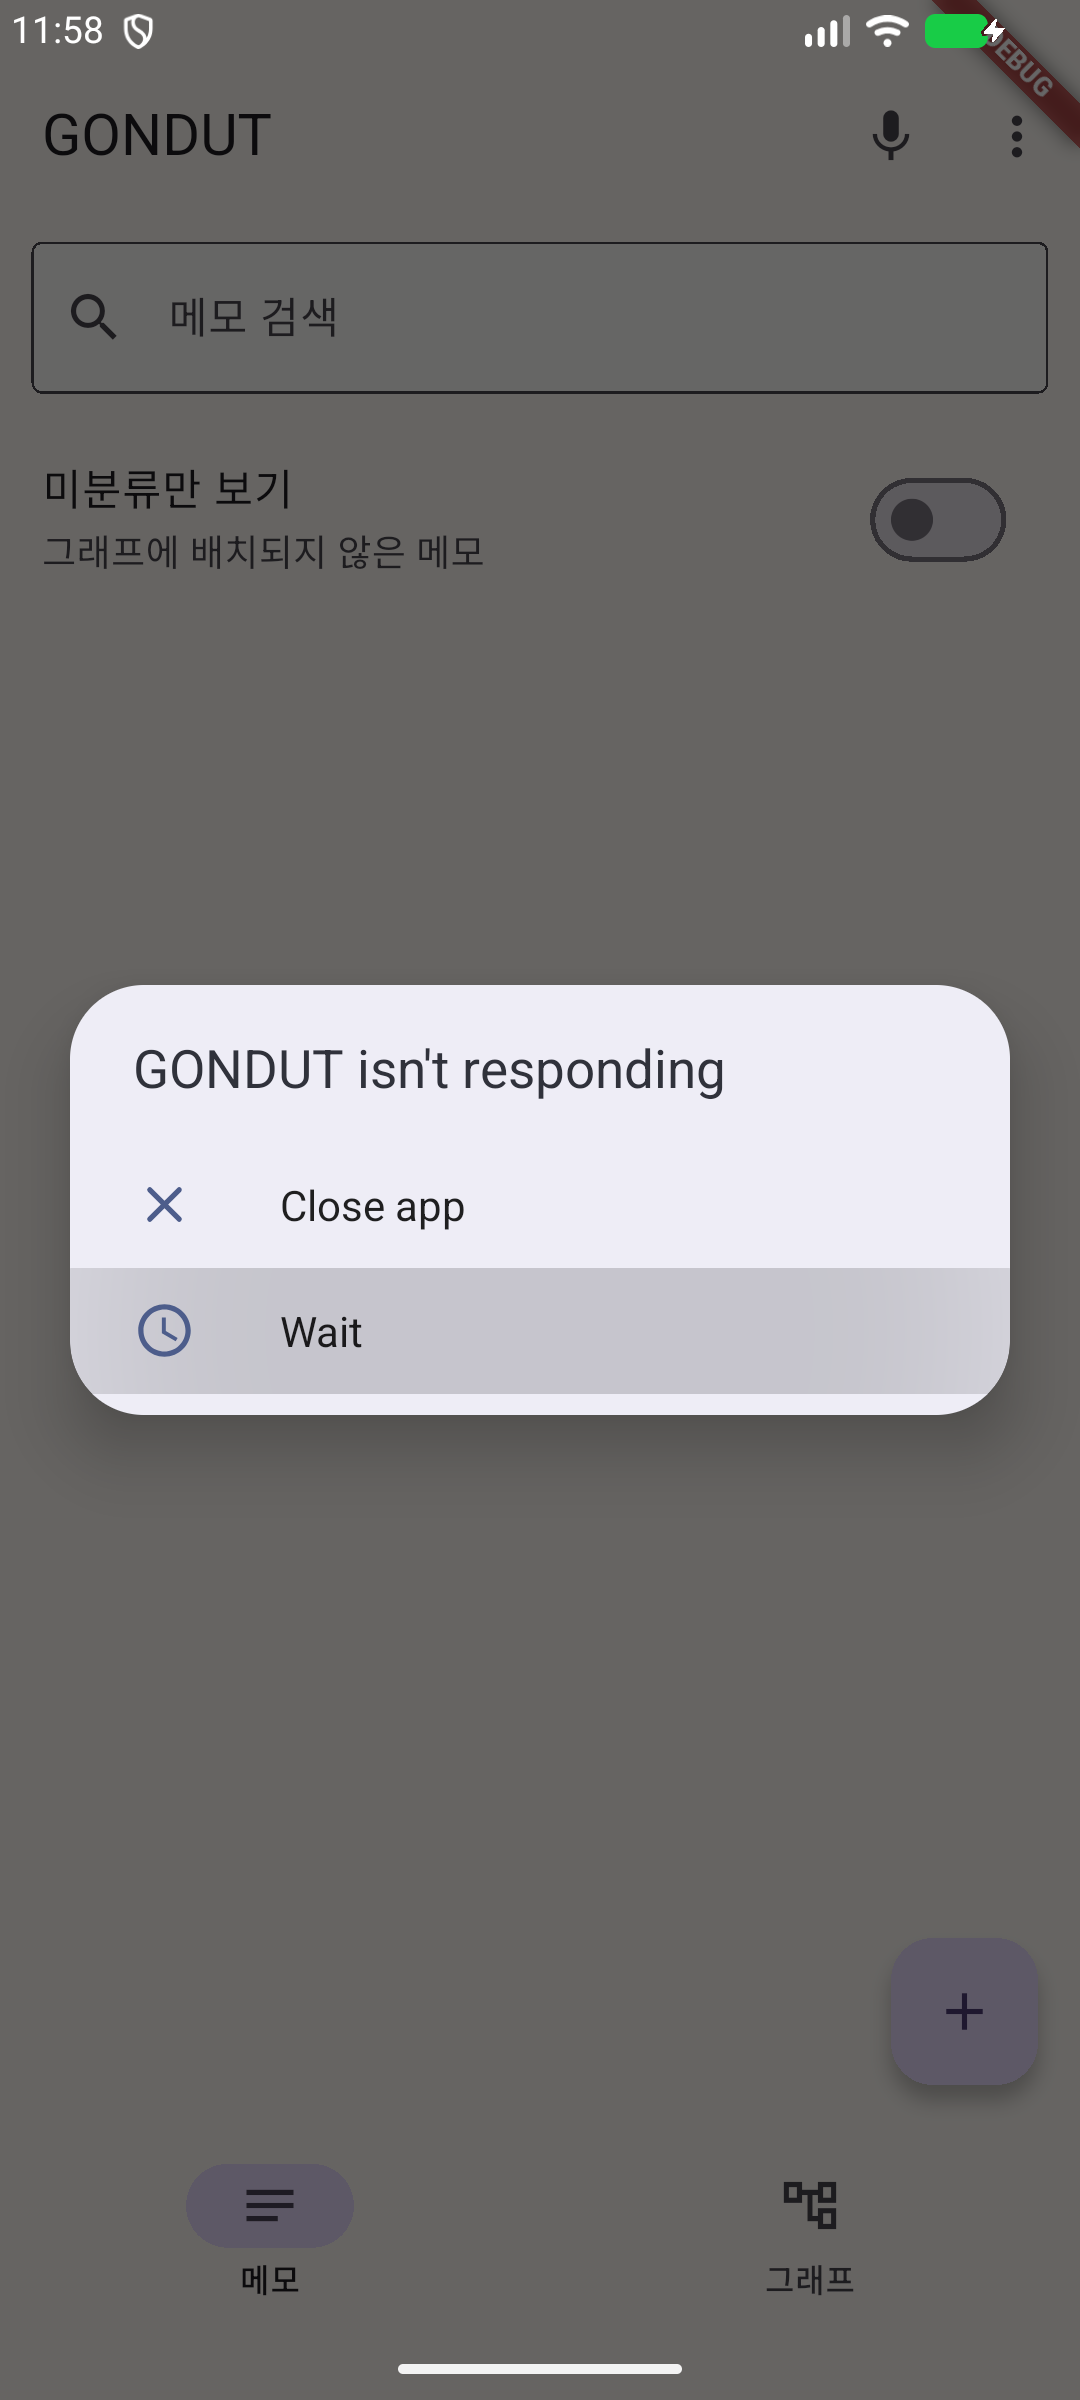 11:58
DEBUG
GONDUT
메모 검색
미분류만 보기
그래프에 배치되지 않은 메모
GONDUT isn't responding
Close app
Wait
메모
그래프